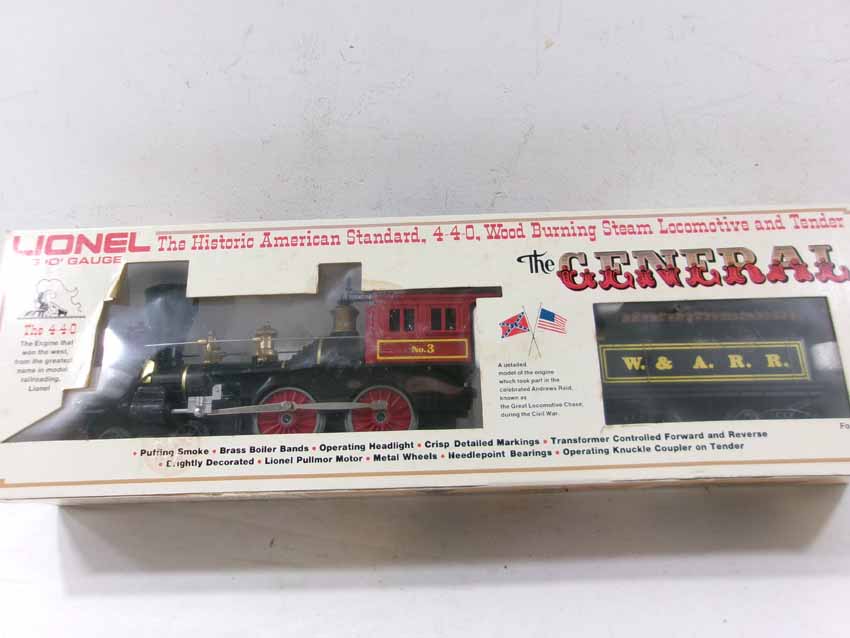 LIONEL
'O' GAUGE
The Historic American Standard, 4-4-0, Wood Burning Steam Locomotive and Tender
the GENERAL
The 4-4-0
The Engine that
won the west,
from the greatest
name in model
railroading,
Lionel
No. 3
A detailed
model of the engine
which took part in the
celebrated Andrews Raid,
known as
the Great Locomotive Chase,
during the Civil War.
W. & A. R. R.
• Puffing Smoke • Brass Boiler Bands • Operating Headlight • Crisp Detailed Markings • Transformer Controlled Forward and Reverse
• Brightly Decorated • Lionel Pullmor Motor • Metal Wheels • Needlepoint Bearings • Operating Knuckle Coupler on Tender